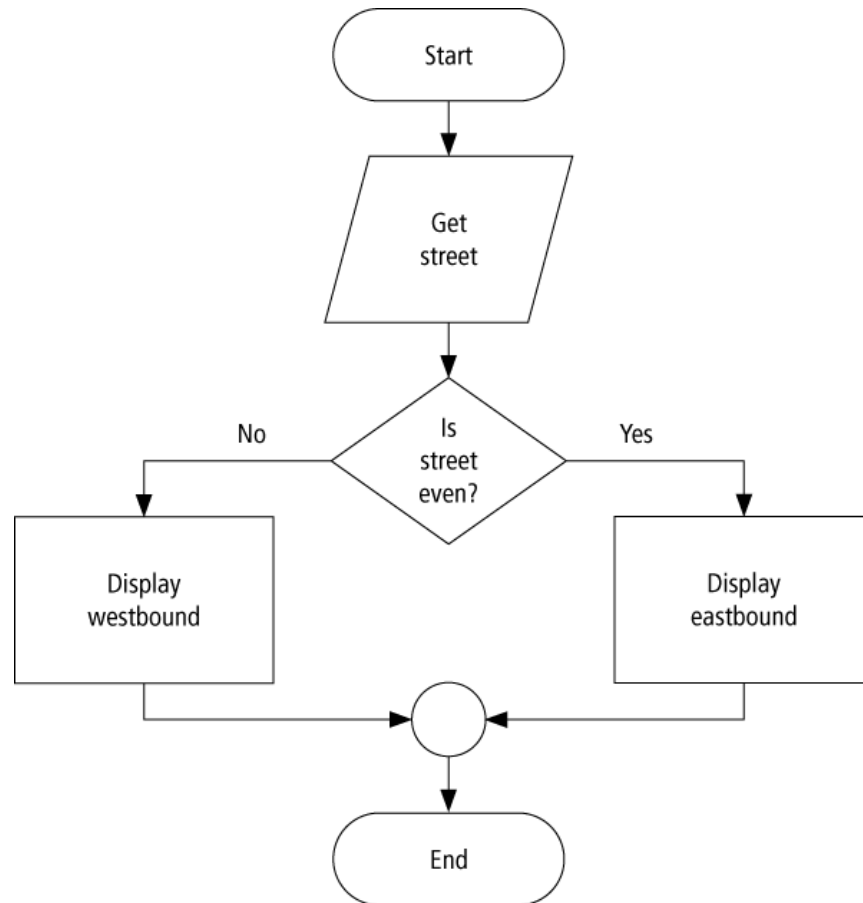 Start
Get
street
Is
street
even?
No
Yes
Display
westbound
Display
eastbound
End